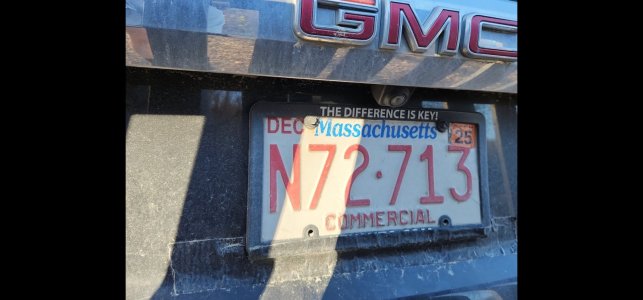 GMC
THE DIFFERENCE IS KEY!
DEC Massachusetts 25
N72·713
COMMERCIAL